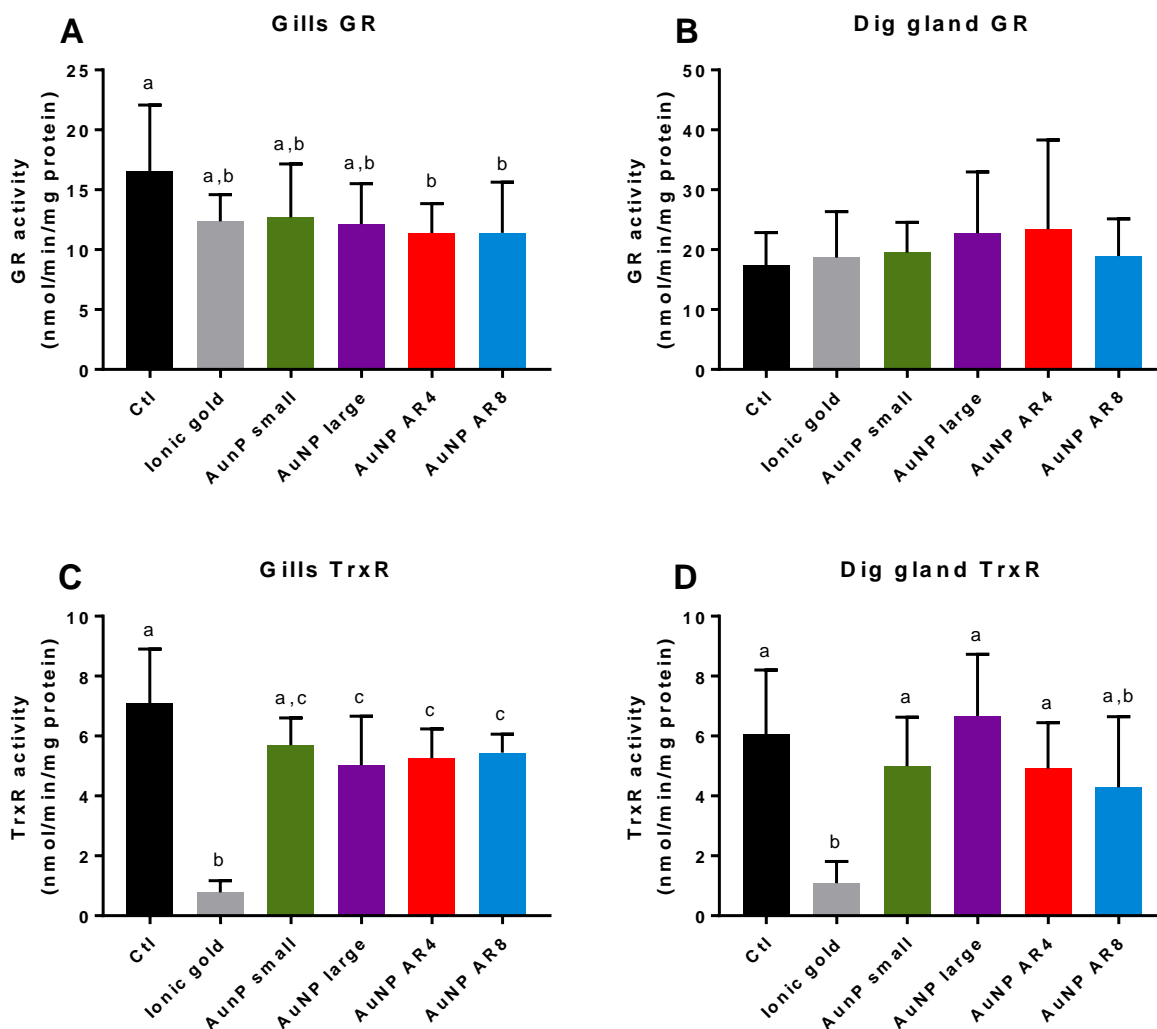 A
Gills GR
GR activity
(nmol/min/mg protein)
25
20
15
10
5
0
a
a,b
a,b
a,b
b
b
Ctl
Ionic gold
AunP small
AuNP large
AuNP AR4
AuNP AR8
B
Dig gland GR
GR activity
(nmol/min/mg protein)
50
40
30
20
10
0
Ctl
Ionic gold
AunP small
AuNP large
AuNP AR4
AuNP AR8
C
Gills TrxR
TrxR activity
(nmol/min/mg protein)
10
8
6
4
2
0
a
b
a,c
c
c
c
Ctl
Ionic gold
AunP small
AuNP large
AuNP AR4
AuNP AR8
D
Dig gland TrxR
TrxR activity
(nmol/min/mg protein)
10
8
6
4
2
0
a
b
a
a
a
a,b
Ctl
Ionic gold
AunP small
AuNP large
AuNP AR4
AuNP AR8